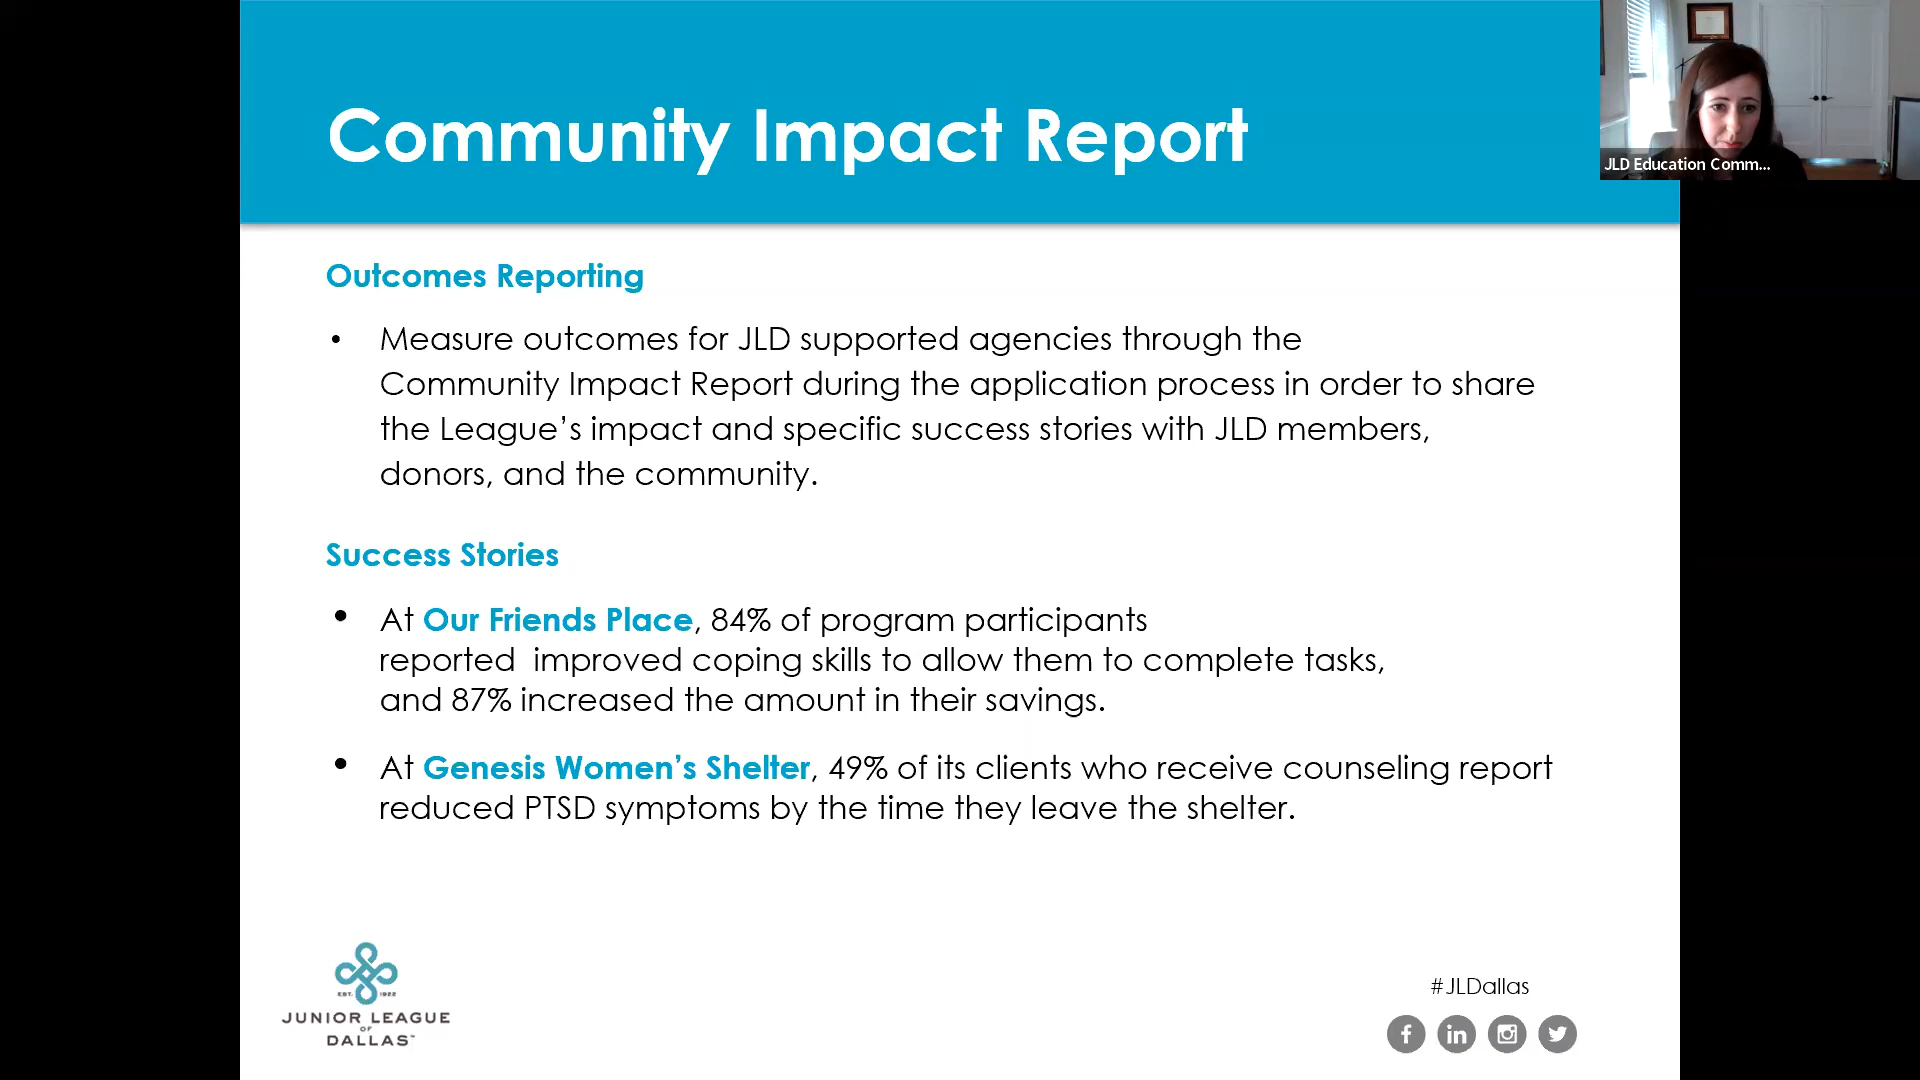 Community Impact Report
JLD Education Comm...
Outcomes Reporting
• Measure outcomes for JLD supported agencies through the
Community Impact Report during the application process in order to share
the League’s impact and specific success stories with JLD members,
donors, and the community.
Success Stories
• At Our Friends Place, 84% of program participants
reported  improved coping skills to allow them to complete tasks,
and 87% increased the amount in their savings.
• At Genesis Women’s Shelter, 49% of its clients who receive counseling report
reduced PTSD symptoms by the time they leave the shelter.
EST. 1922
JUNIOR LEAGUE
OF
DALLAS™
#JLDallas